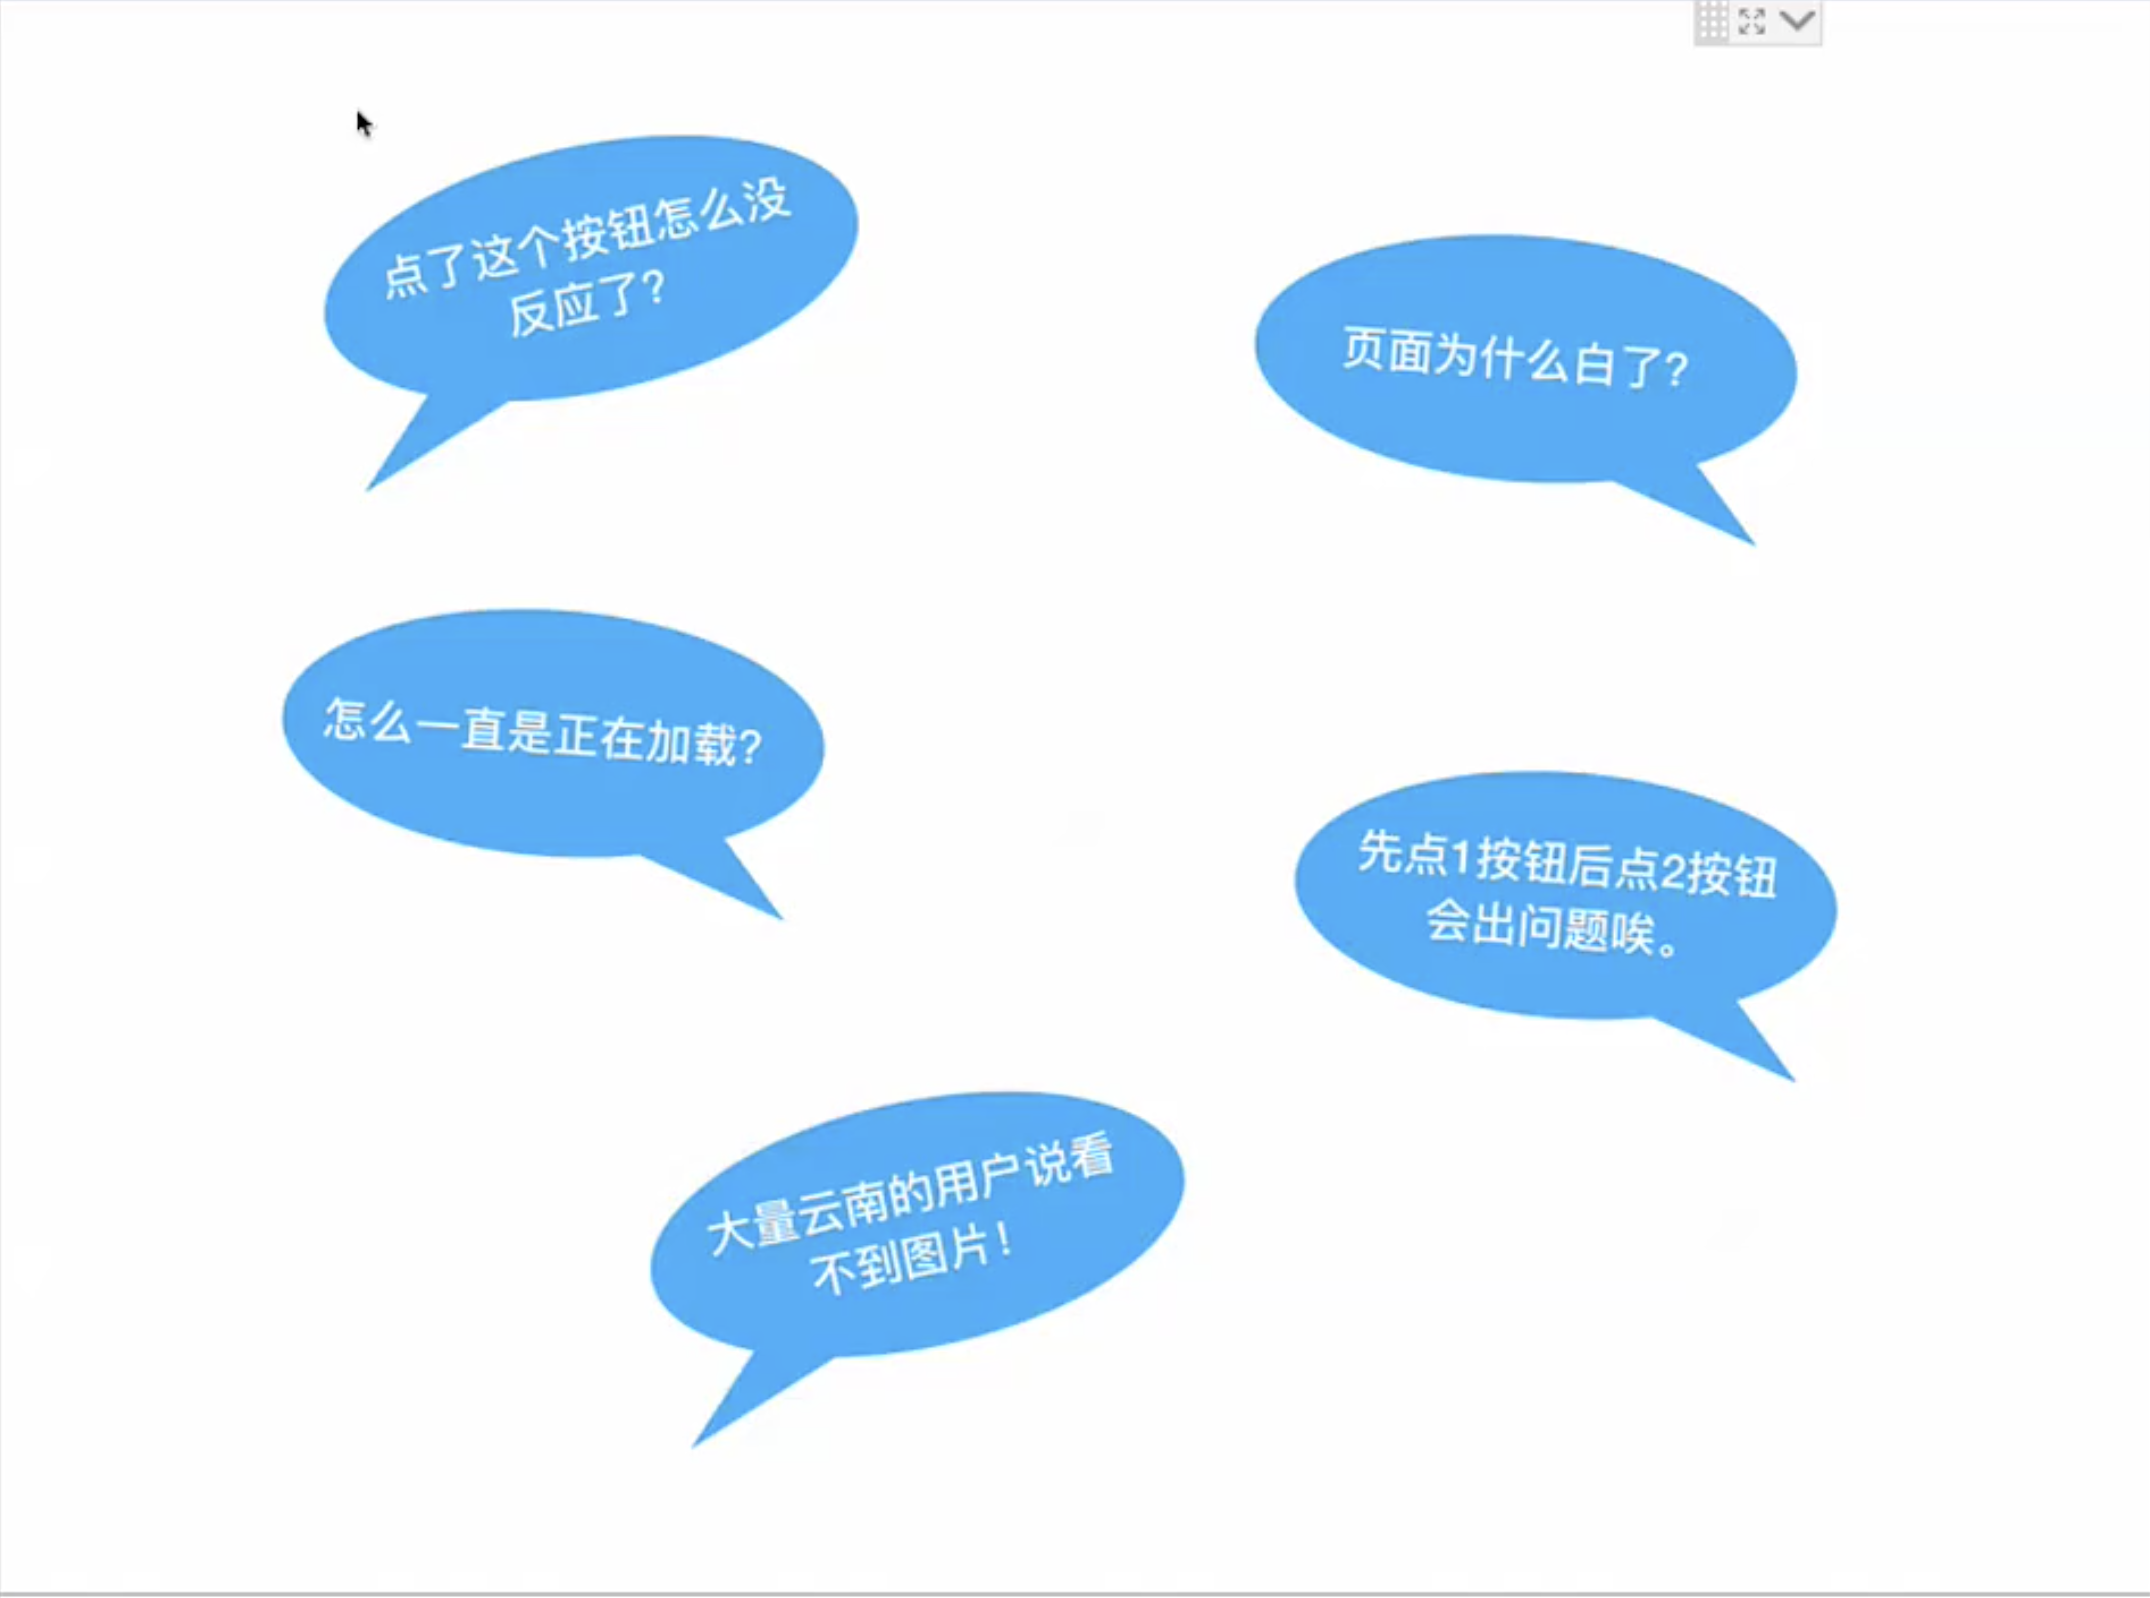 点了这个按钮怎么没
反应了?
页面为什么白了?
怎么一直是正在加载?
先点1按钮后点2按钮
会出问题唉。
大量云南的用户说看
不到图片!